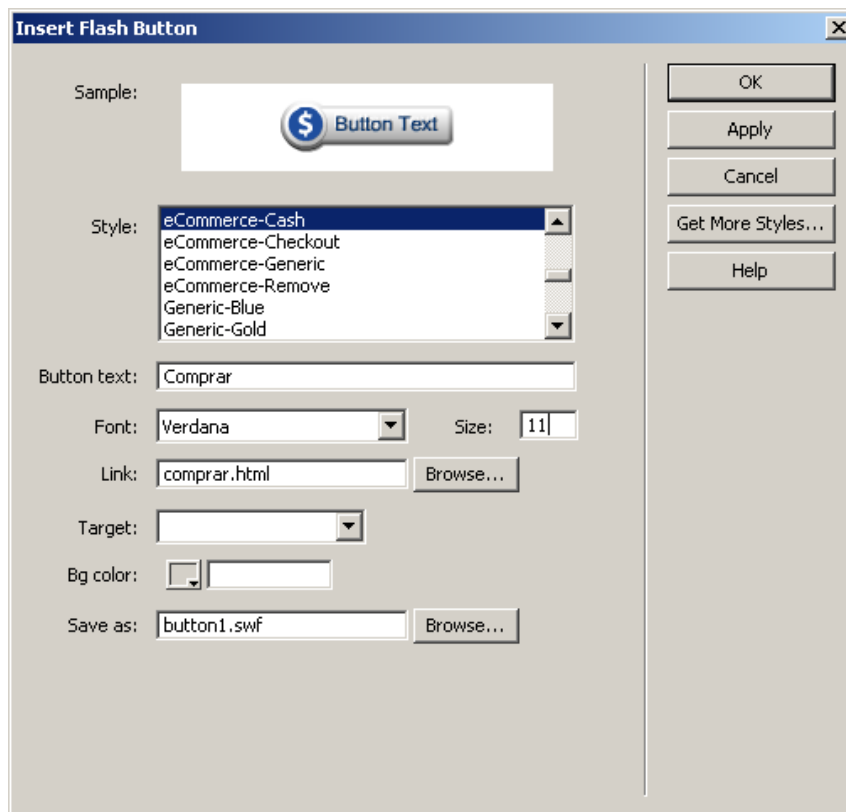 Insert Flash Button
Sample:
$ Button Text
OK
Apply
Cancel
Get More Styles...
Help
Style:
eCommerce-Cash
eCommerce-Checkout
eCommerce-Generic
eCommerce-Remove
Generic-Blue
Generic-Gold
Button text: Comprar
Font: Verdana Size: 11
Link: comprar.html Browse...
Target:
Bg color:
Save as: button1.swf Browse...